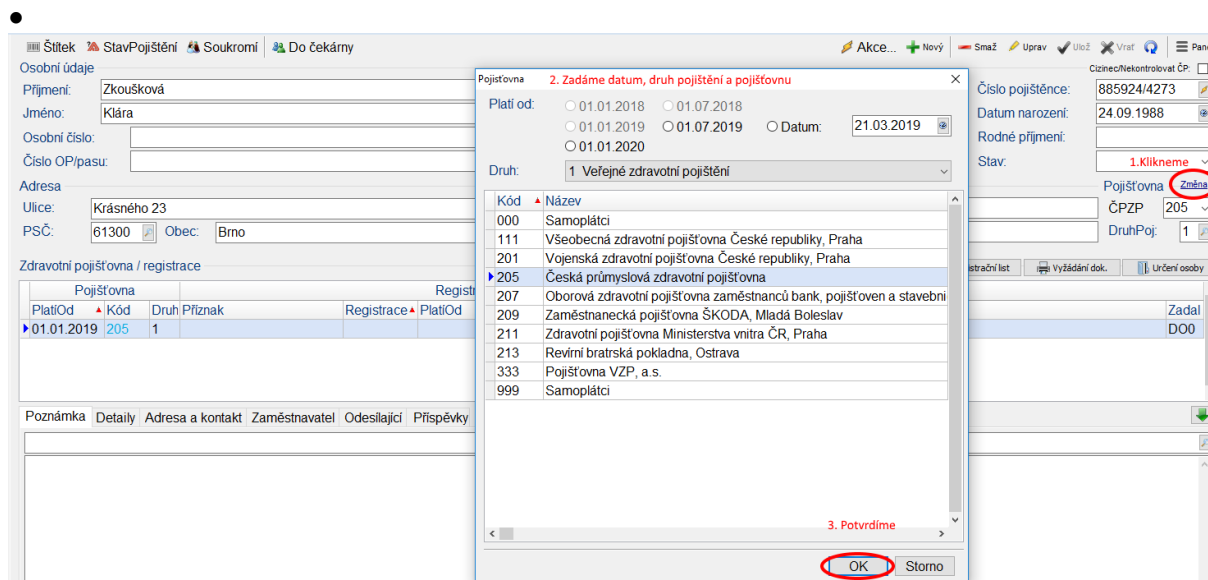 Štítek StavPojištění Soukromí Do čekárny Akce... Nový Smaž Uprav Ulož Vrať Pane
Osobní údaje Cizinec/Nekontrolovat ČP:
Příjmení: Zkoušková Číslo pojištěnce: 885924/4273
Jméno: Klára Datum narození: 24.09.1988
Osobní číslo: Rodné příjmení:
Číslo OP/pasu: Stav: 1.Klikneme
Adresa Pojišťovna Změna
Ulice: Krásného 23 ČPZP 205
PSČ: 61300 Obec: Brno DruhPoj: 1
Zdravotní pojišťovna / registrace istrační list Vyžádání dok. Určení osoby
Pojišťovna Registr
PlatiOd Kód Druh Příznak Registrace PlatiOd Zadal
01.01.2019 205 1 DO0
Poznámka Detaily Adresa a kontakt Zaměstnavatel Odesílající Příspěvky
Pojisťovna 2. Zadáme datum, druh pojištění a pojišťovnu
Platí od: 01.01.2018 01.07.2018
01.01.2019 01.07.2019 Datum: 21.03.2019
01.01.2020
Druh: 1 Veřejné zdravotní pojištění
Kód Název
000 Samoplátci
111 Všeobecná zdravotní pojišťovna České republiky, Praha
201 Vojenská zdravotní pojišťovna České republiky, Praha
205 Česká průmyslová zdravotní pojišťovna
207 Oborová zdravotní pojišťovna zaměstnanců bank, pojišťoven a stavebni
209 Zaměstnanecká pojišťovna ŠKODA, Mladá Boleslav
211 Zdravotní pojišťovna Ministerstva vnitra ČR, Praha
213 Revírní bratrská pokladna, Ostrava
333 Pojišťovna VZP, a.s.
999 Samoplátci
3. Potvrdíme
OK Storno